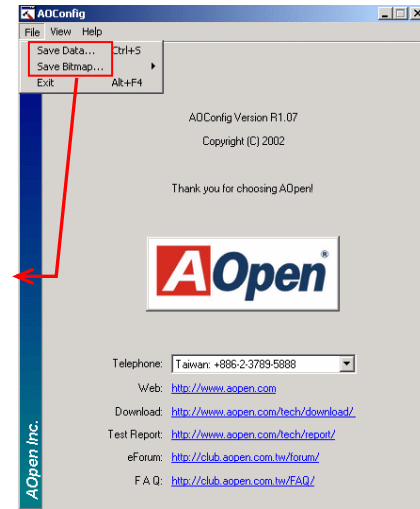 AOConfig
File View Help
Save Data... Ctrl+S
Save Bitmap...
Exit Alt+F4
AOConfig Version R1.07
Copyright (C) 2002
Thank you for choosing AOpen!
AOpen®
Telephone: Taiwan: +886-2-3789-5888
Web: http://www.aopen.com
Download: http://www.aopen.com/tech/download/
Test Report: http://www.aopen.com/tech/report/
eForum: http://club.aopen.com.tw/forum/
F A Q: http://club.aopen.com.tw/FAQ/
AOpen Inc.